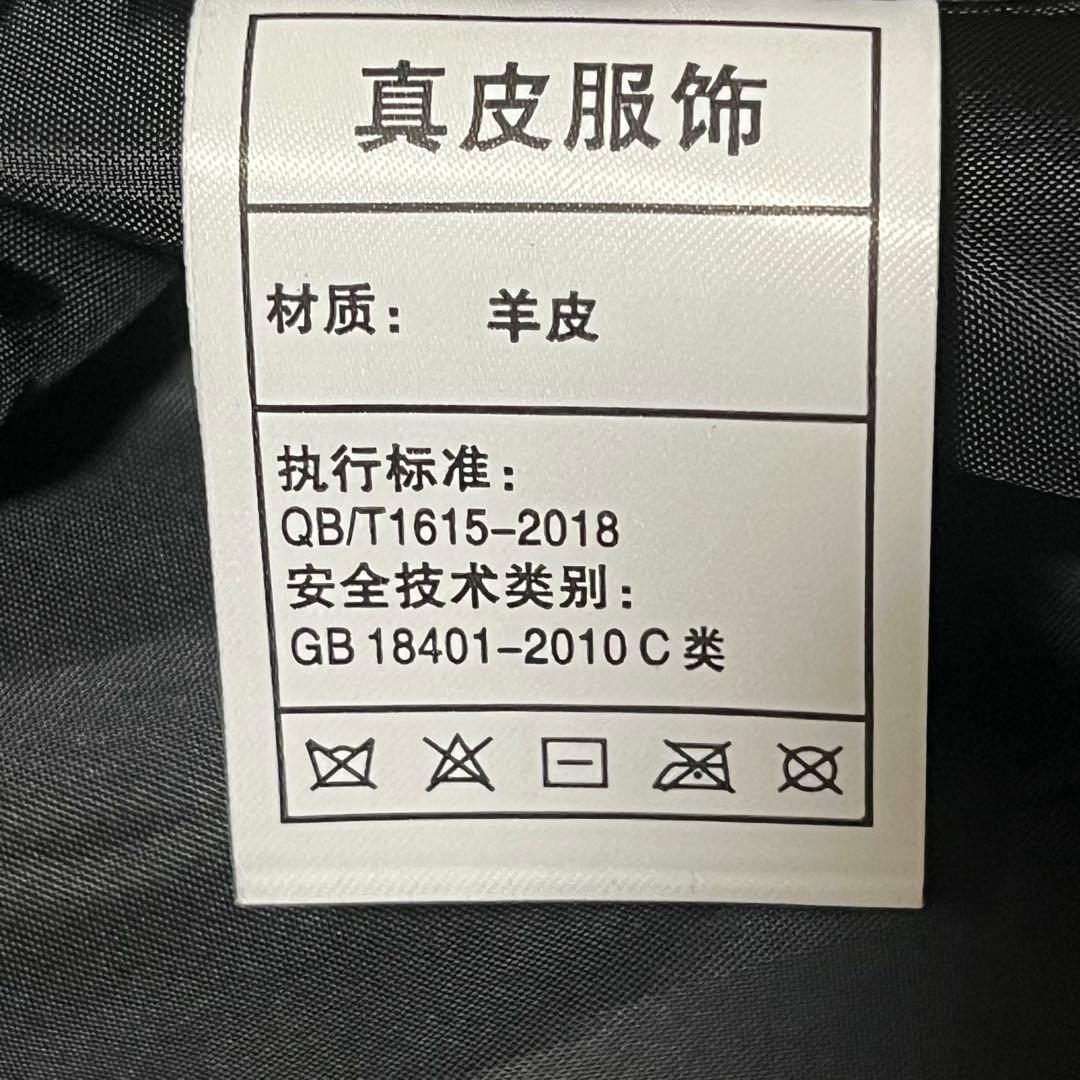 真皮服饰
材质： 羊皮
执行标准：
QB/T1615-2018
安全技术类别：
GB 18401-2010 C 类